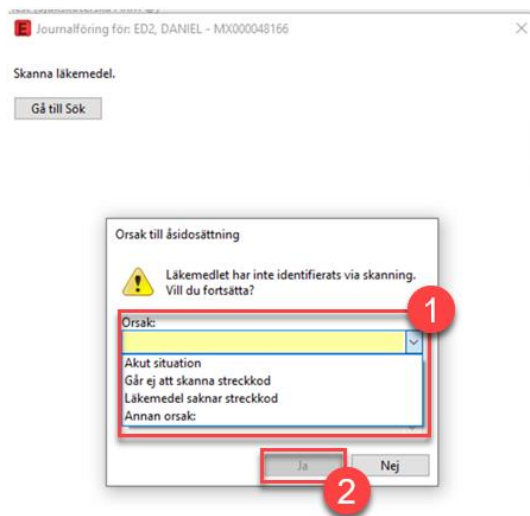 E Journalföring för: ED2, DANIEL - MX000048166
Skanna läkemedel.
Gå till Sök
Orsak till åsidosättning
Läkemedlet har inte identifierats via skanning.
Vill du fortsätta?
1
Orsak:
Akut situation
Går ej att skanna streckkod
Läkemedel saknar streckkod
Annan orsak:
Ja
Nej
2